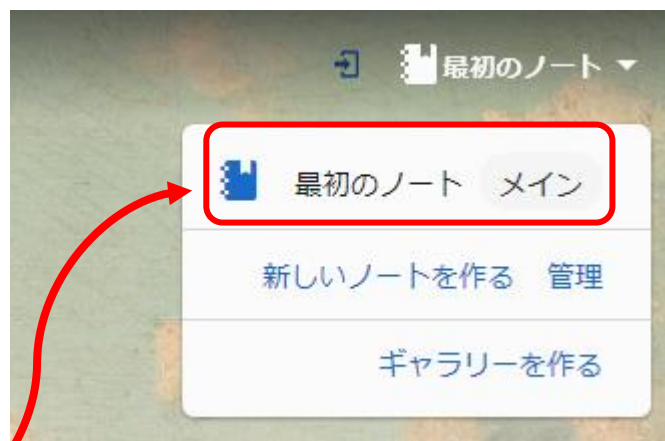 最初のノート
最初のノート メイン
新しいノートを作る 管理
ギャラリーを作る